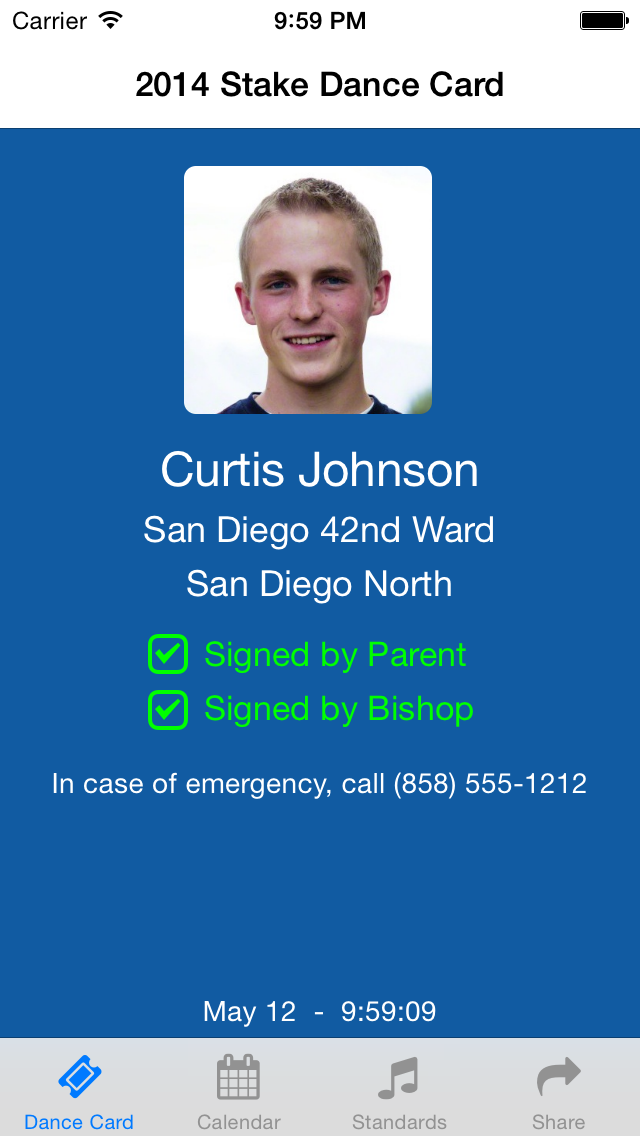 Carrier 9:59 PM
2014 Stake Dance Card
Curtis Johnson
San Diego 42nd Ward
San Diego North
Signed by Parent
Signed by Bishop
In case of emergency, call (858) 555-1212
May 12 - 9:59:09
Dance Card Calendar Standards Share